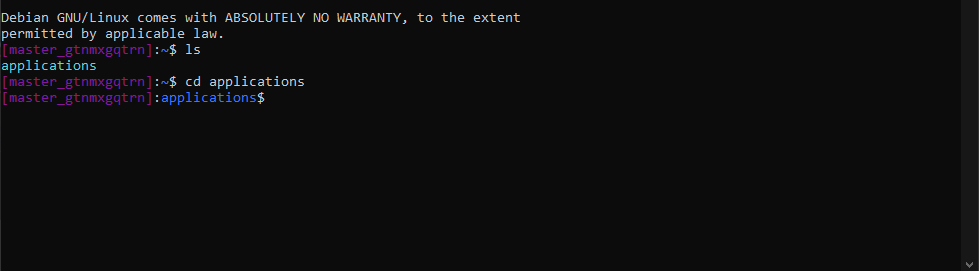 Debian GNU/Linux comes with ABSOLUTELY NO WARRANTY, to the extent
permitted by applicable law.
[master_gtnmxgqtrn]:~$ ls
applications
[master_gtnmxgqtrn]:~$ cd applications
[master_gtnmxgqtrn]:applications$